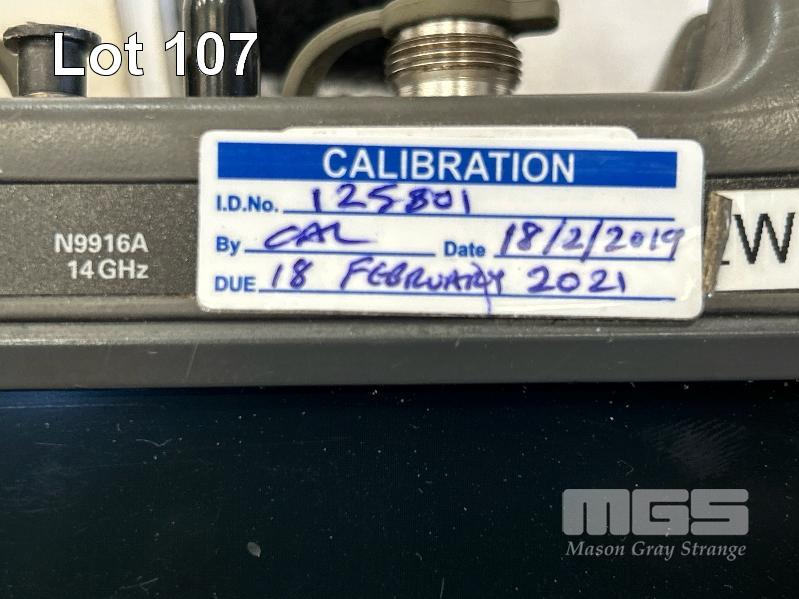 Lot 107
CALIBRATION
I.D.No. 125801
By CAL Date 18/2/2019
DUE 18 FEBRUARY 2021
N9916A
14 GHz
W
MGS
Mason Gray Strange